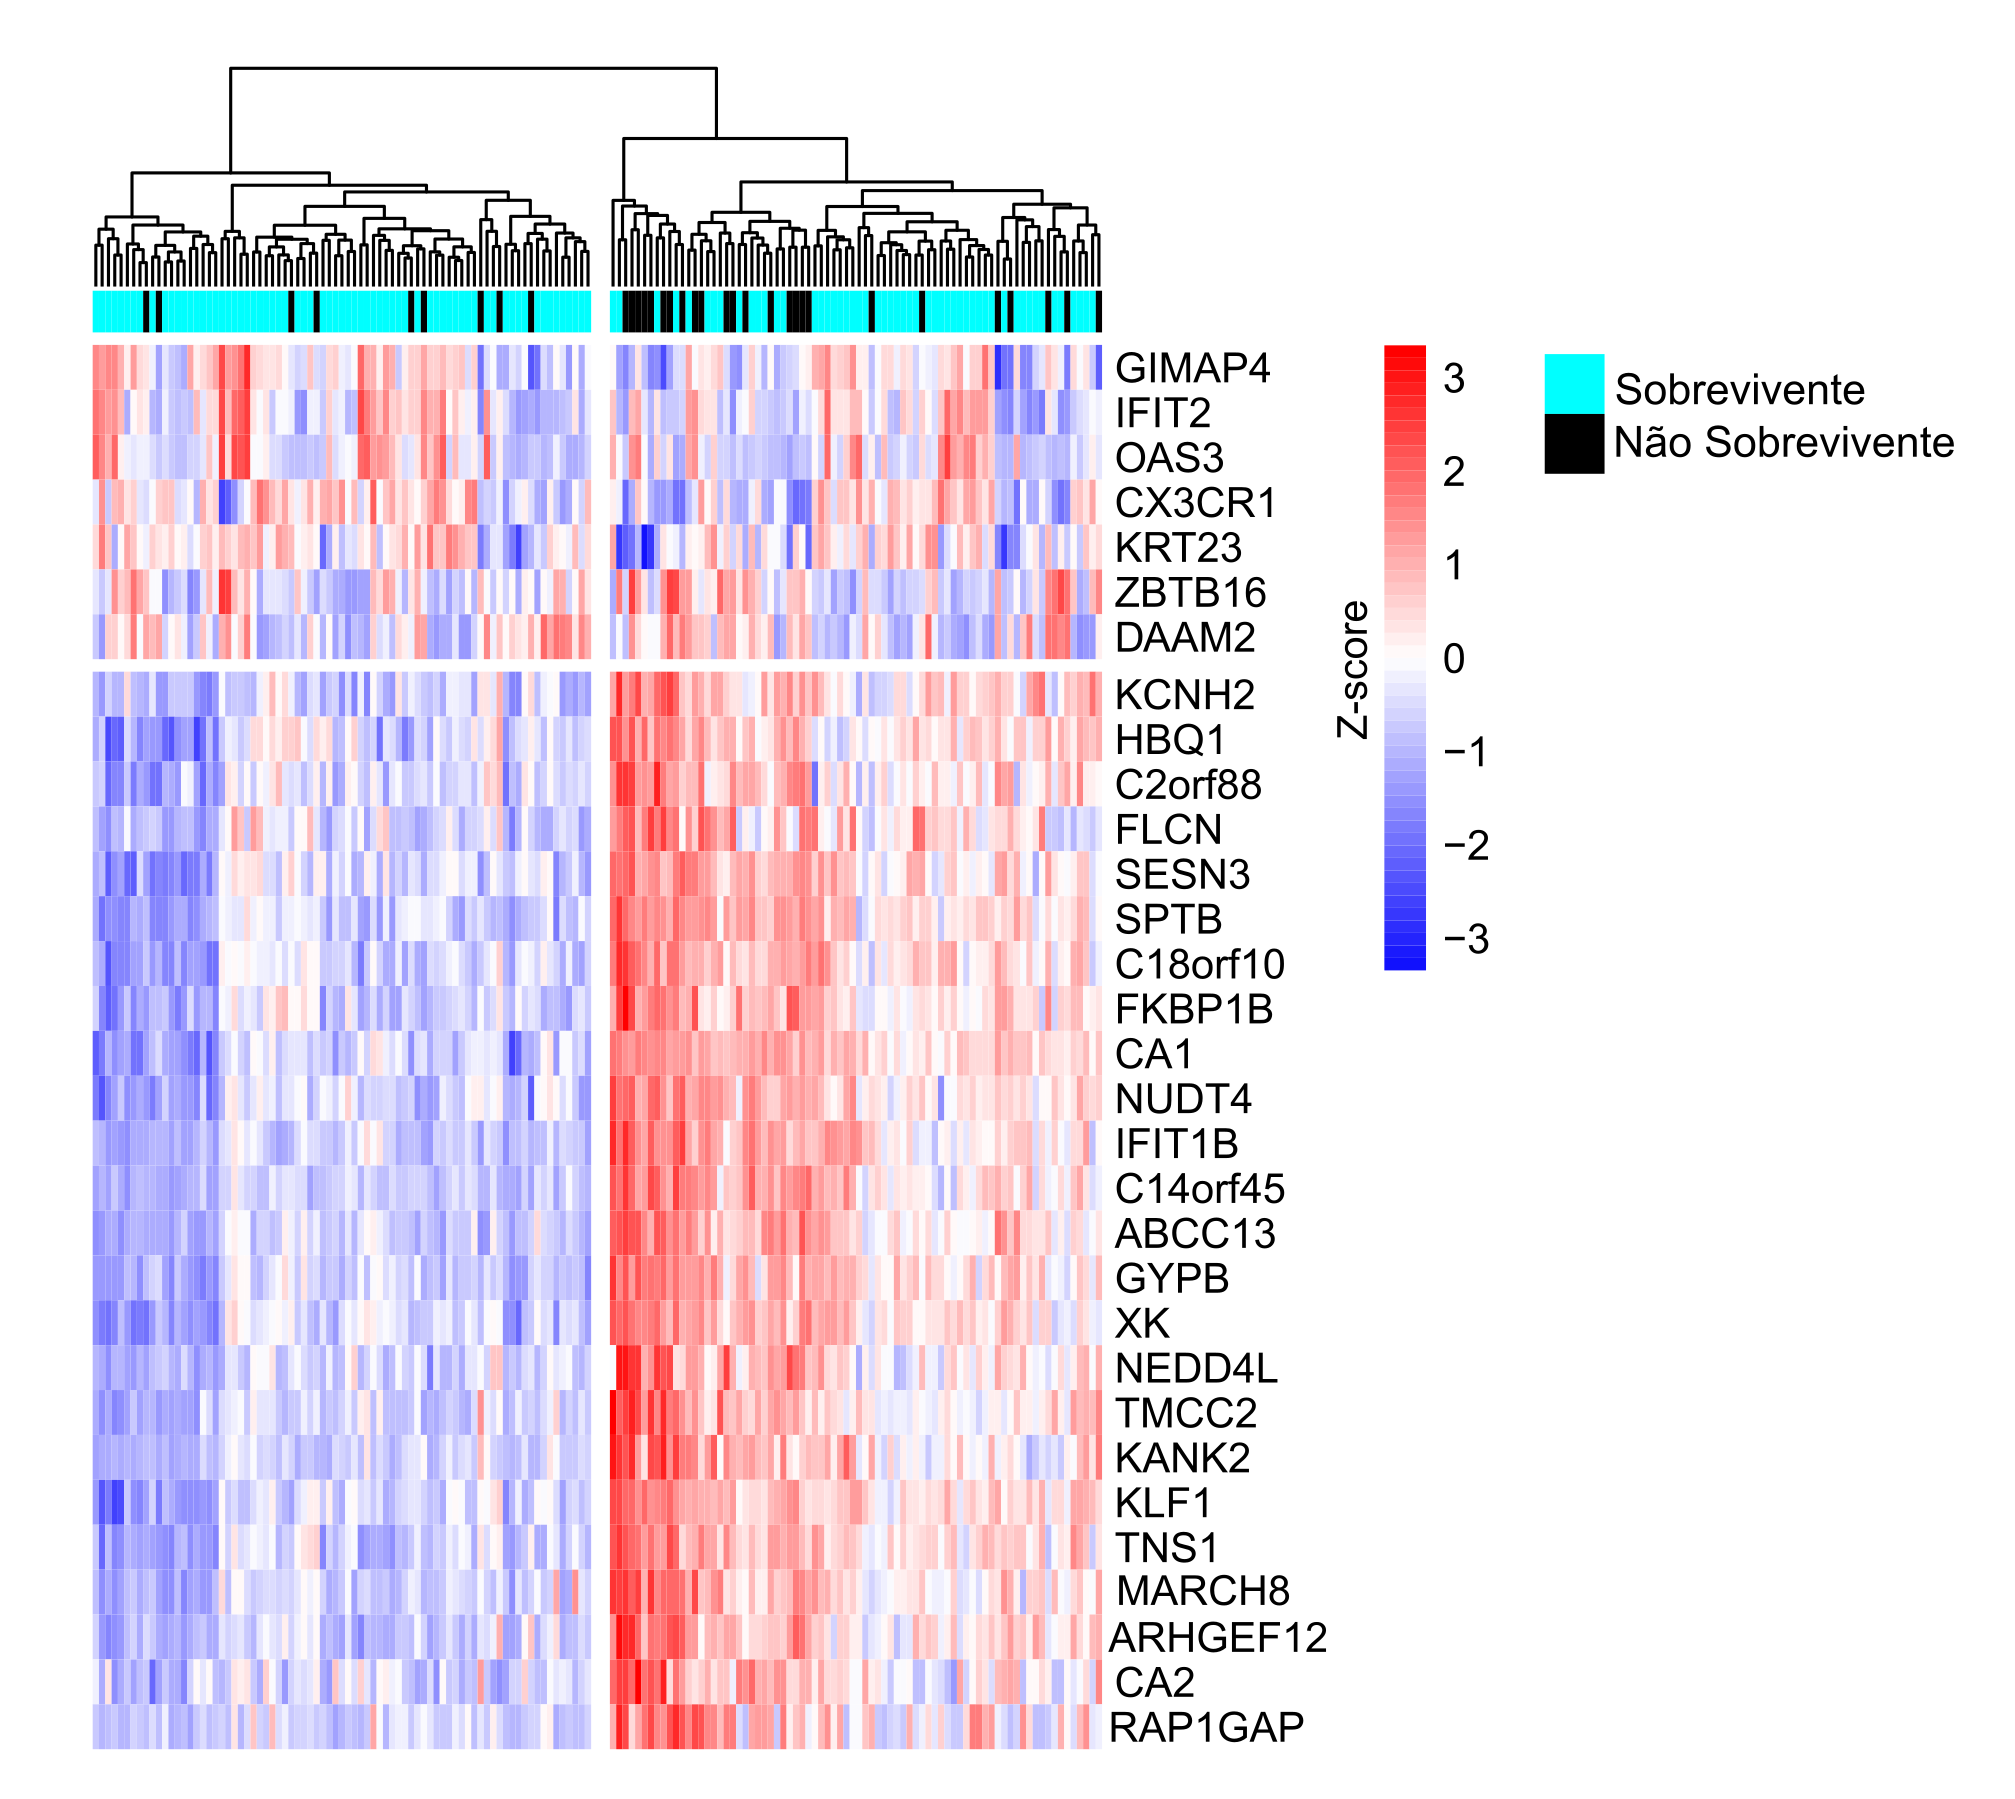 GIMAP4
IFIT2
OAS3
CX3CR1
KRT23
ZBTB16
DAAM2
KCNH2
HBQ1
C2orf88
FLCN
SESN3
SPTB
C18orf10
FKBP1B
CA1
NUDT4
IFIT1B
C14orf45
ABCC13
GYPB
XK
NEDD4L
TMCC2
KANK2
KLF1
TNS1
MARCH8
ARHGEF12
CA2
RAP1GAP
Z-score
3
2
1
0
−1
−2
−3
Sobrevivente
Não Sobrevivente